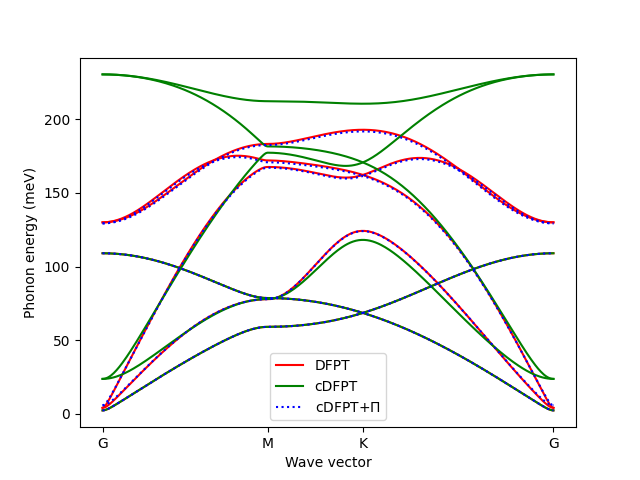 Phonon energy (meV)
200
150
100
50
0
DFPT
cDFPT
cDFPT+Π
G M K G
Wave vector